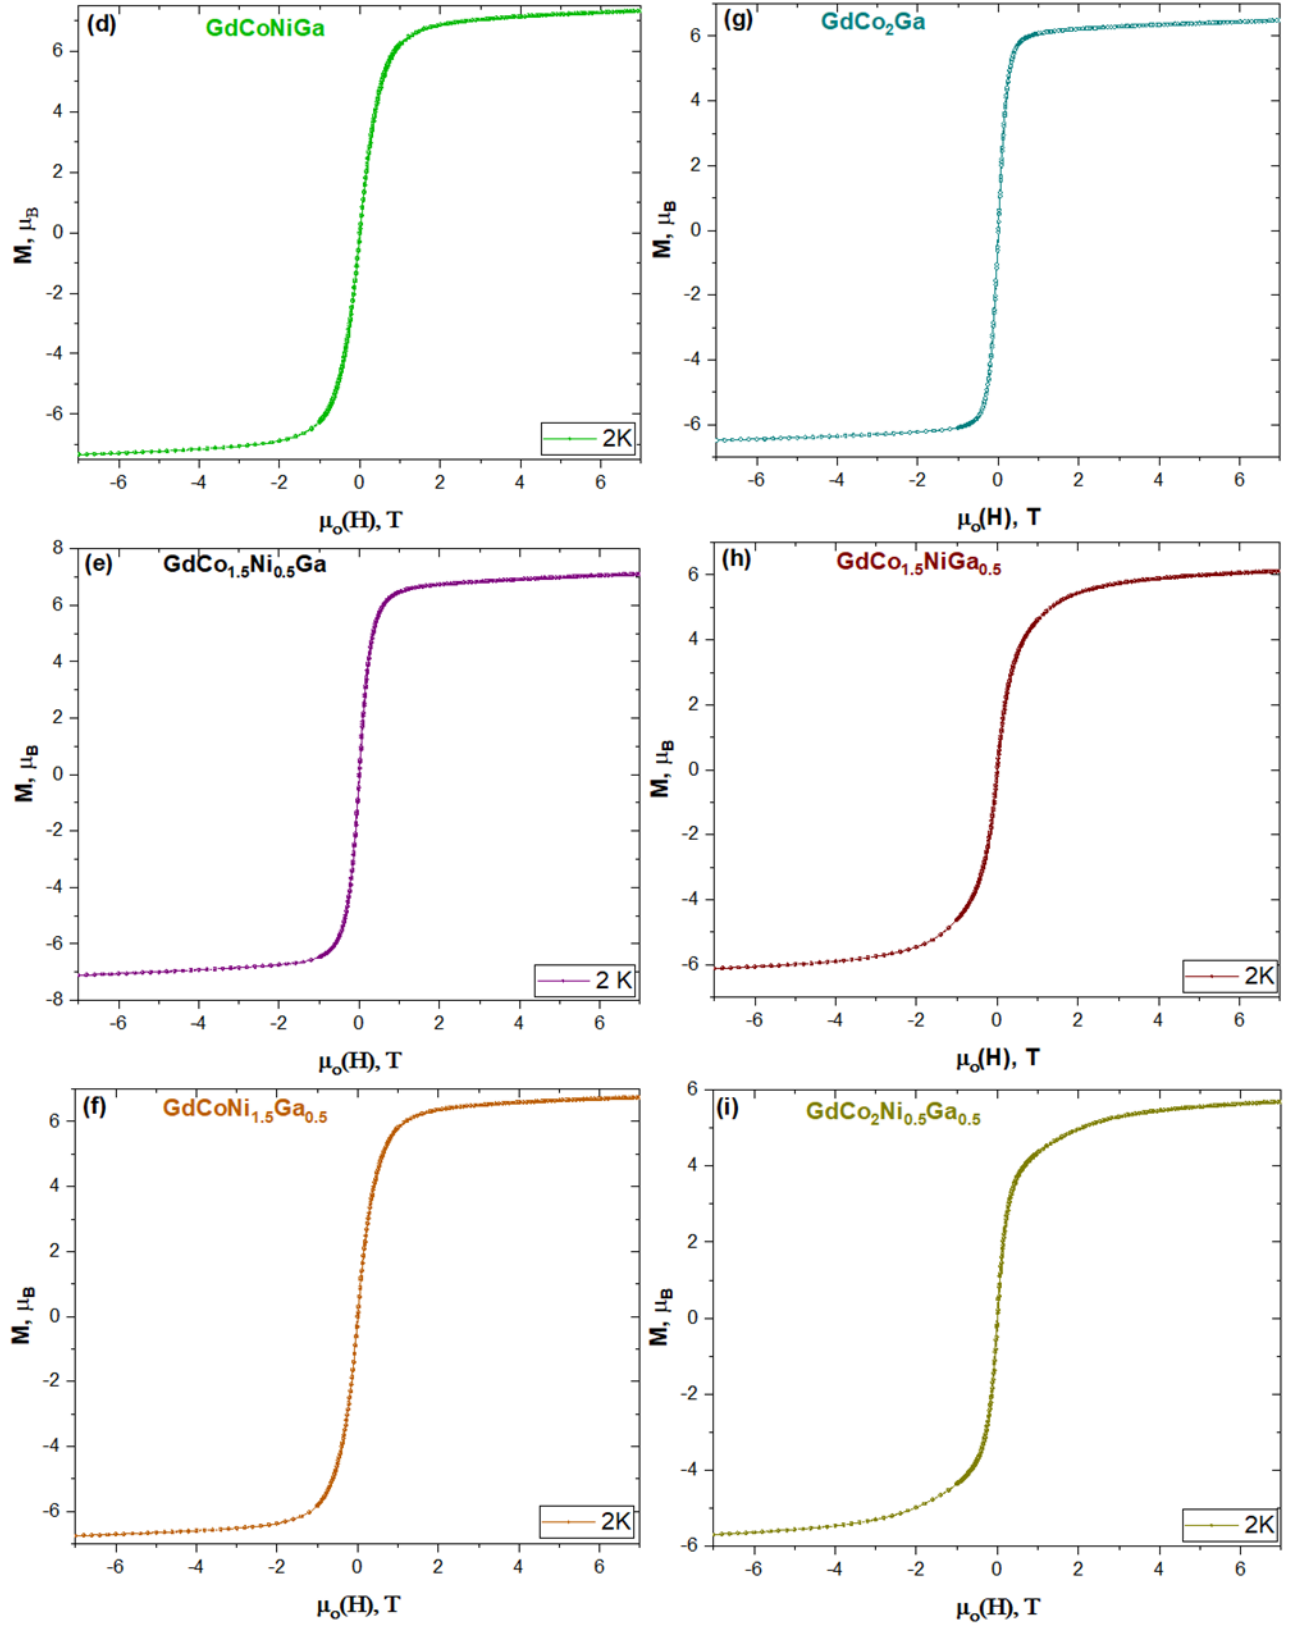 (d) GdCoNiGa
6
4
2
0
-2
-4
-6
M, μB
2K
-6 -4 -2 0 2 4 6
μo(H), T
(g) GdCo2Ga
6
4
2
0
-2
-4
-6
M, μB
-6 -4 -2 0 2 4 6
μo(H), T
(e) GdCo1.5Ni0.5Ga
8
6
4
2
0
-2
-4
-6
-8
M, μB
2 K
-6 -4 -2 0 2 4 6
μo(H), T
(h) GdCo1.5NiGa0.5
6
4
2
0
-2
-4
-6
M, μB
2K
-6 -4 -2 0 2 4 6
μo(H), T
(f) GdCoNi1.5Ga0.5
6
4
2
0
-2
-4
-6
M, μB
2K
-6 -4 -2 0 2 4 6
μo(H), T
(i) GdCo2Ni0.5Ga0.5
6
4
2
0
-2
-4
-6
M, μB
2K
-6 -4 -2 0 2 4 6
μo(H), T